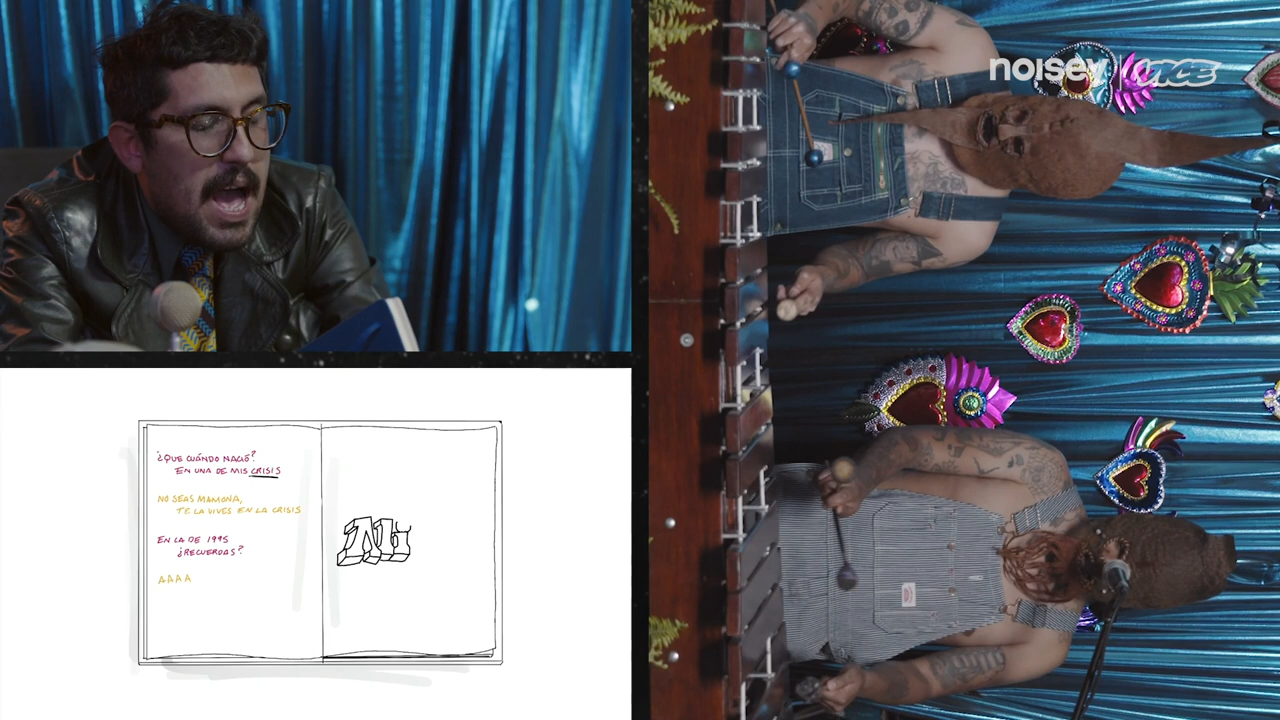 noisey VICE
¿QUE CUÁNDO NACIÓ?
EN UNA DE MIS CRISIS
NO SEAS MAMONA,
TE LA VIVES EN LA CRISIS
EN LA DE 1995
¿RECUERDAS?
AAAA